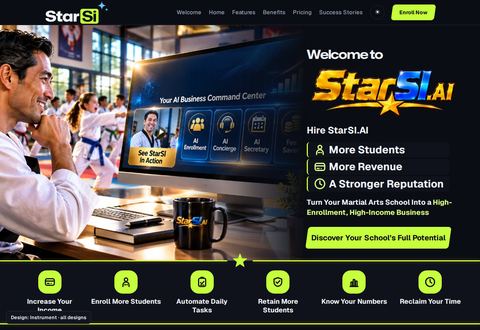 StarSi
Welcome
Home
Features
Benefits
Pricing
Success Stories
Enroll Now
Your AI Business Command Center
See StarSI
In Action
AI
Enrollment
AI
Concierge
AI
Secretary
StarSI.AI
Welcome to
StarSI.AI
Hire StarSI.AI
More Students
More Revenue
A Stronger Reputation
Turn Your Martial Arts School Into a High-
Enrollment, High-Income Business
Discover Your School's Full Potential
Increase Your
Income
Enroll More Students
Automate Daily
Tasks
Retain More
Students
Know Your Numbers
Reclaim Your Time
Design: Instrument · all designs